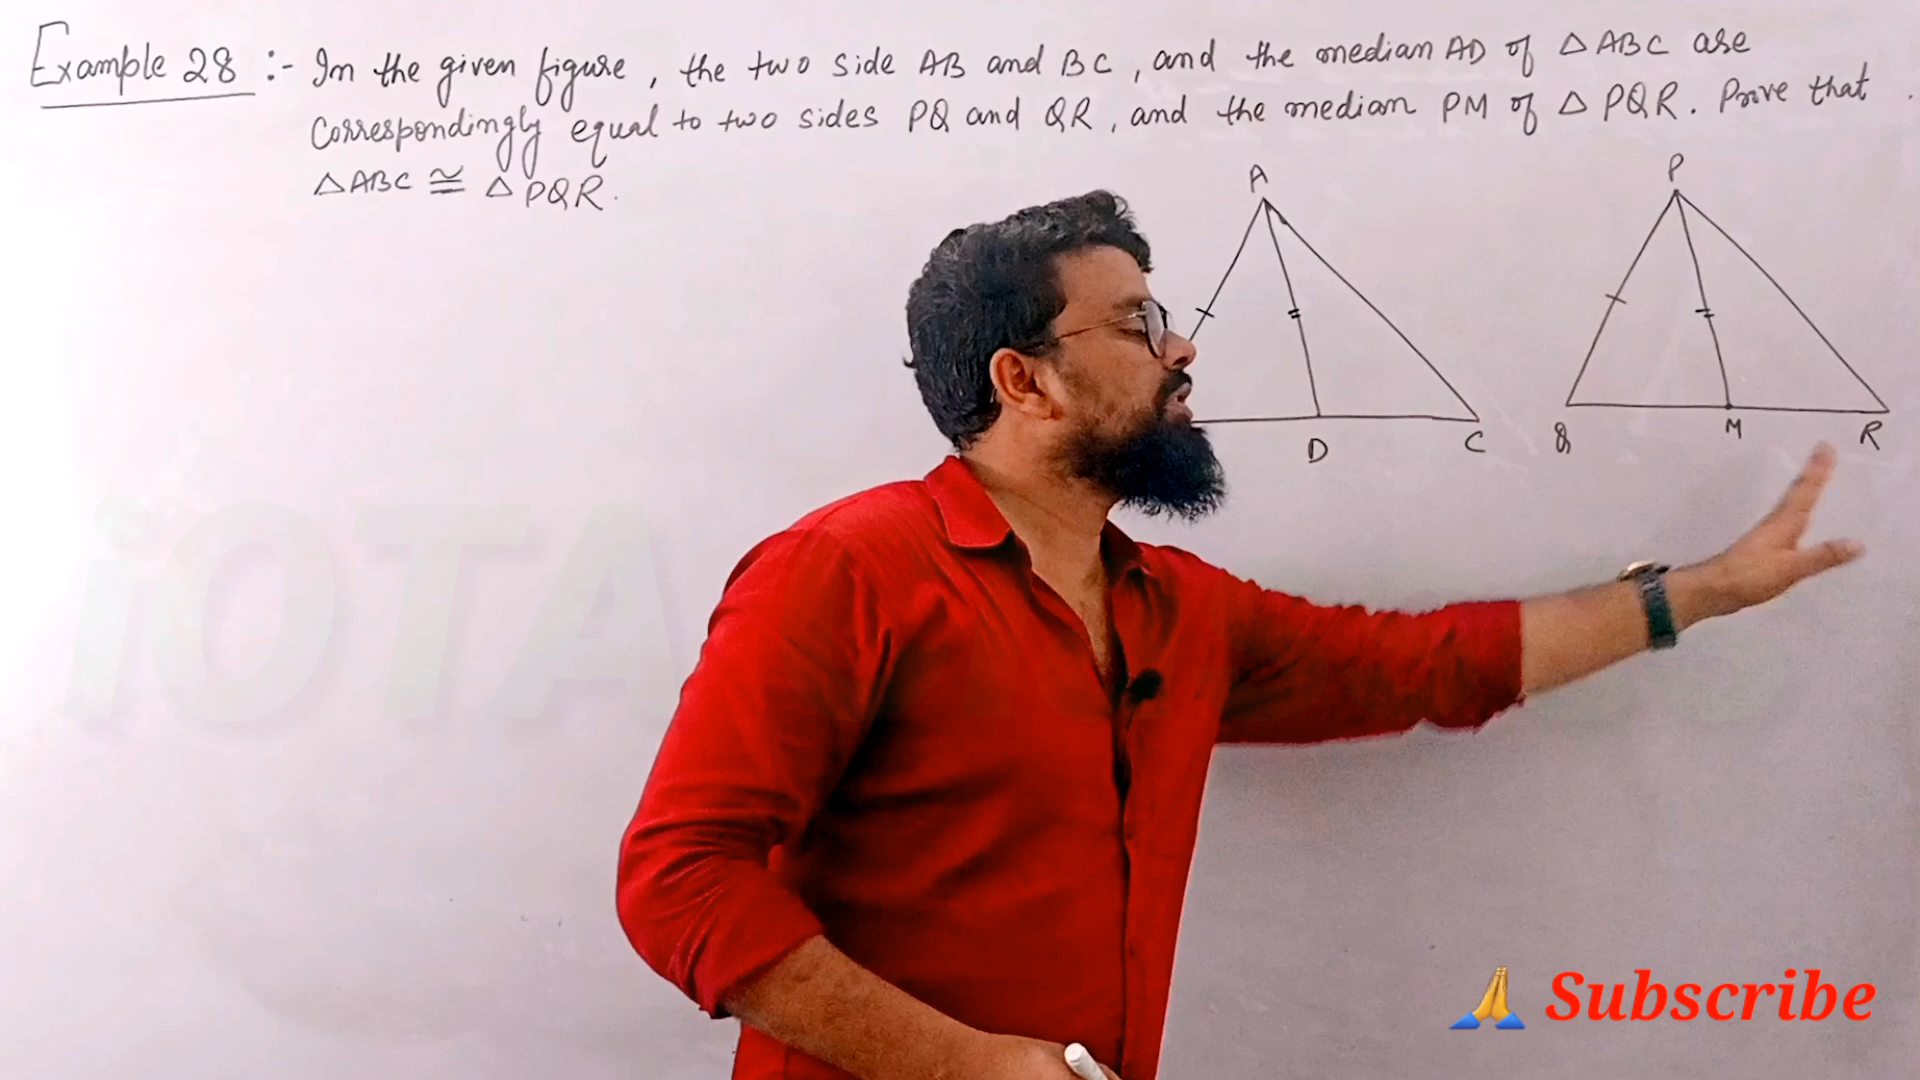 Example 28 :- In the given figure, the two side AB and BC, and the median AD of △ABC are
Correspondingly equal to two sides PQ and QR, and the median PM of △PQR. Prove that
△ABC ≅ △PQR.
A
P
D
C
Q
M
R
iOTA
Subscribe